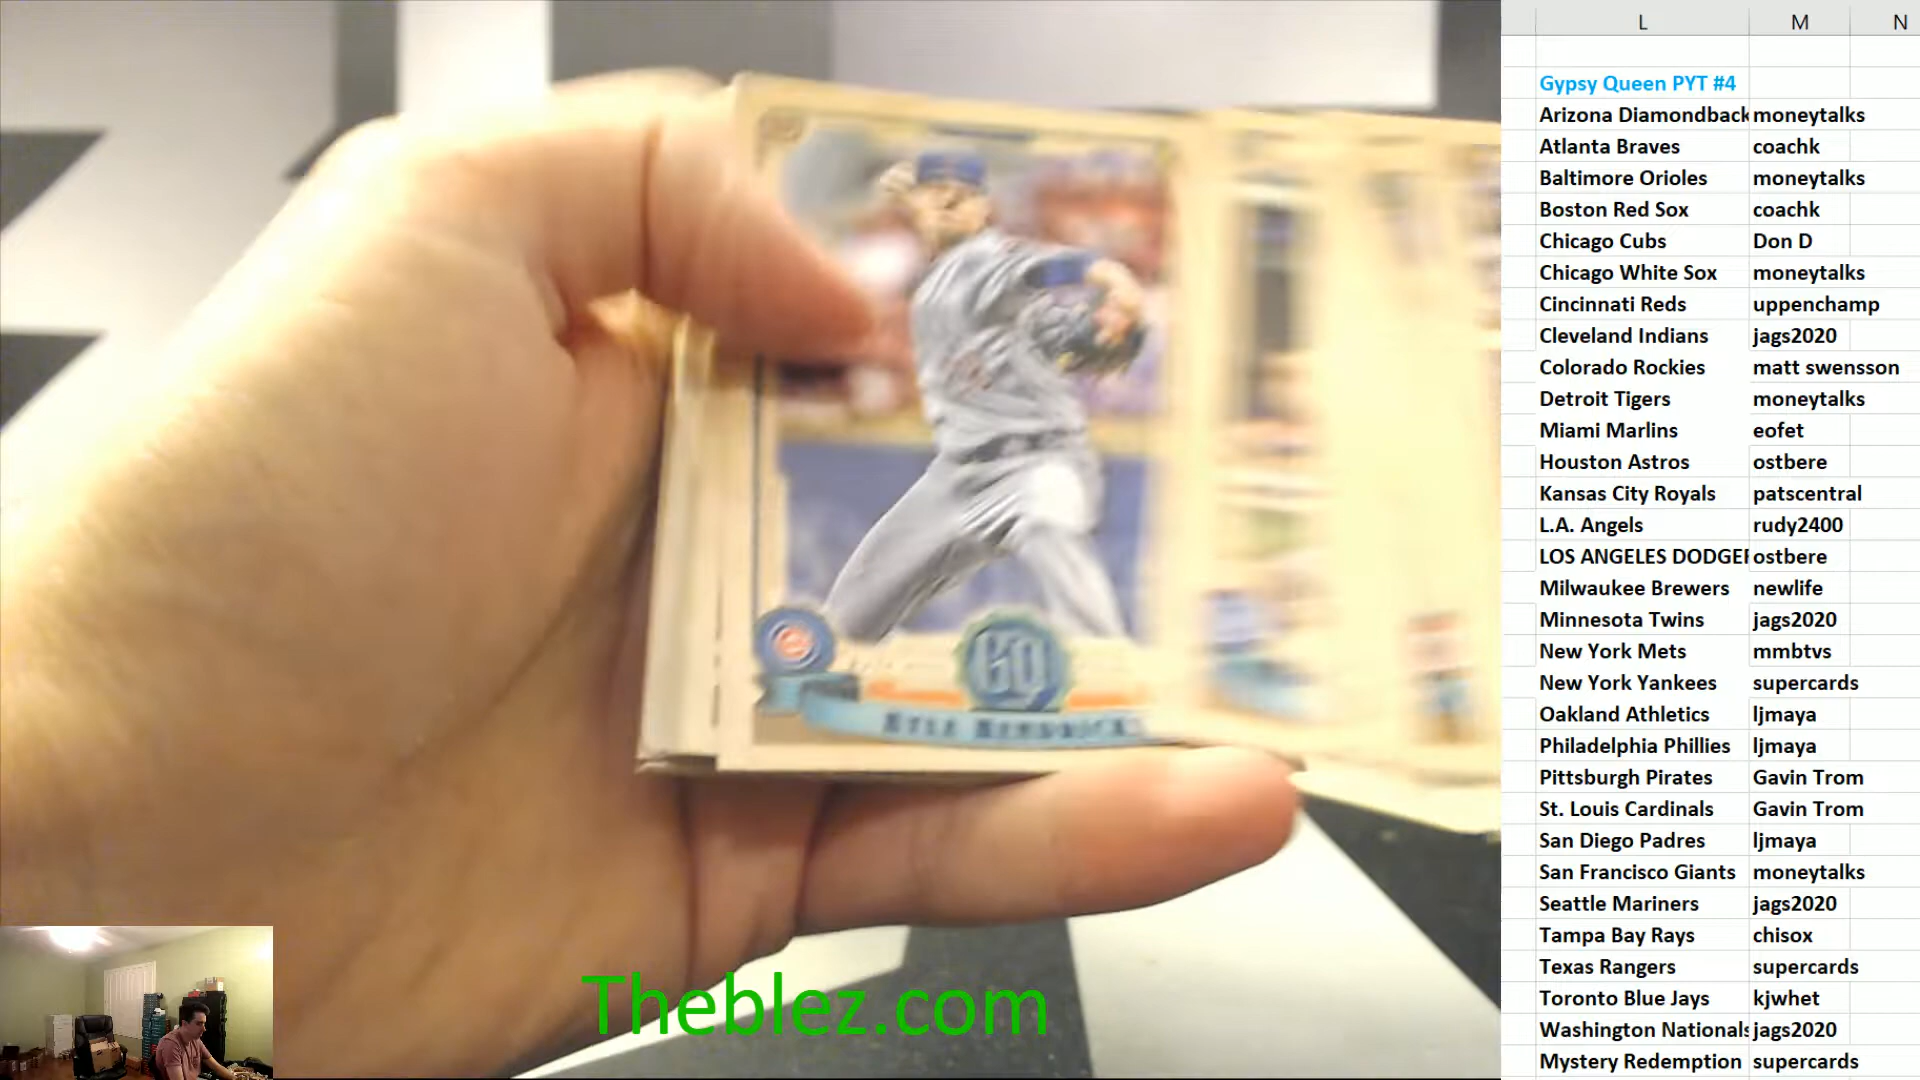 L M N
Gypsy Queen PYT #4
Arizona Diamondback moneytalks
Atlanta Braves coachk
Baltimore Orioles moneytalks
Boston Red Sox coachk
Chicago Cubs Don D
Chicago White Sox moneytalks
Cincinnati Reds uppenchamp
Cleveland Indians jags2020
Colorado Rockies matt swensson
Detroit Tigers moneytalks
Miami Marlins eofet
Houston Astros ostbere
Kansas City Royals patscentral
L.A. Angels rudy2400
LOS ANGELES DODGER ostbere
Milwaukee Brewers newlife
Minnesota Twins jags2020
New York Mets mmbtvs
New York Yankees supercards
Oakland Athletics ljmaya
Philadelphia Phillies ljmaya
Pittsburgh Pirates Gavin Trom
St. Louis Cardinals Gavin Trom
San Diego Padres ljmaya
San Francisco Giants moneytalks
Seattle Mariners jags2020
Tampa Bay Rays chisox
Texas Rangers supercards
Toronto Blue Jays kjwhet
Washington Nationals jags2020
Mystery Redemption supercards
GQ
KYLE HENDRICKS
Theblez.com